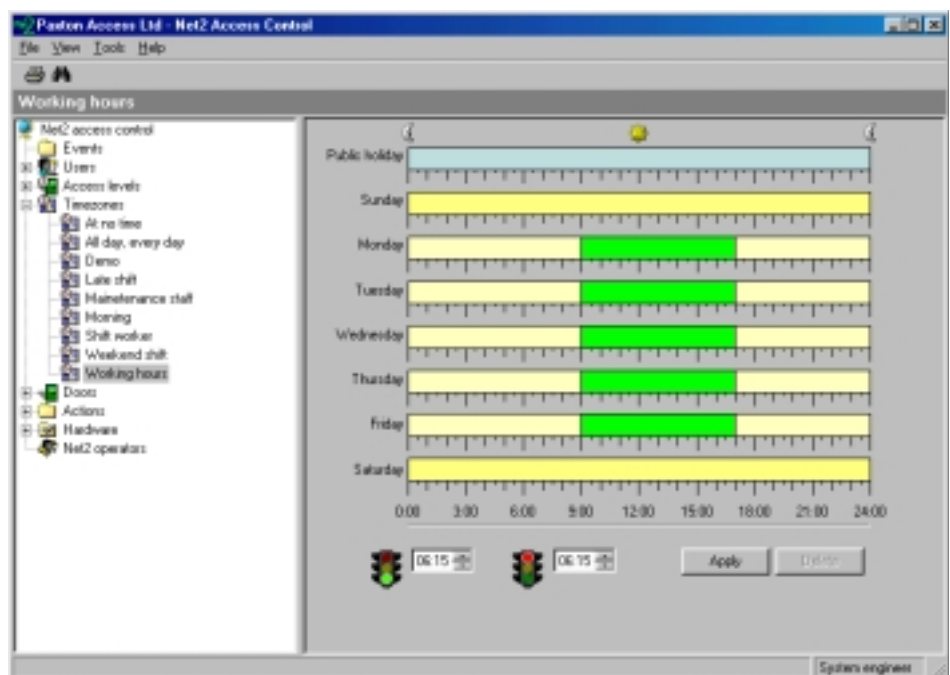 Paxton Access Ltd - Net2 Access Control
File View Tools Help
Working hours
Net2 access control
Events
Users
Access levels
Timezones
At no time
All day, every day
Demo
Late shift
Mainetenance staff
Morning
Shift worker
Weekend shift
Working hours
Doors
Actions
Hardware
Net2 operators
Public holiday
Sunday
Monday
Tuesday
Wednesday
Thursday
Friday
Saturday
0:00 3:00 6:00 9:00 12:00 15:00 18:00 21:00 24:00
06:15 06:15 Apply Delete
System engineer